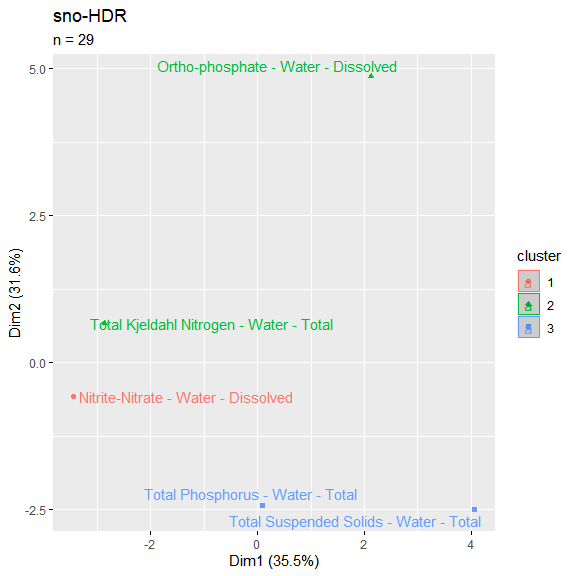 sno-HDR
n = 29
5.0
Ortho-phosphate - Water - Dissolved
2.5
Dim2 (31.6%)
Total Kjeldahl Nitrogen - Water - Total
0.0
Nitrite-Nitrate - Water - Dissolved
Total Phosphorus - Water - Total
-2.5
Total Suspended Solids - Water - Total
-2 0 2 4
Dim1 (35.5%)
cluster
a 1
a 2
a 3